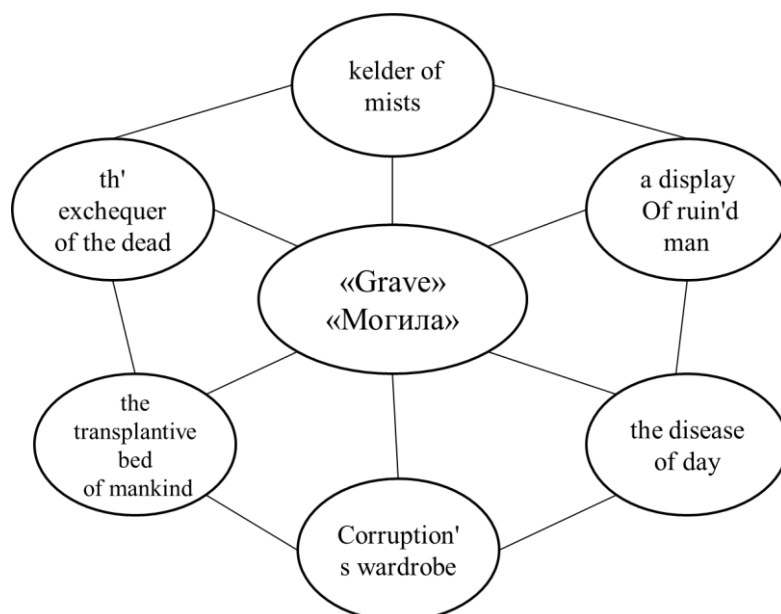 kelder of
mists
th'
exchequer
of the dead
a display
Of ruin'd
man
«Grave»
«Могила»
the
transplantive
bed
of mankind
the disease
of day
Corruption'
s wardrobe